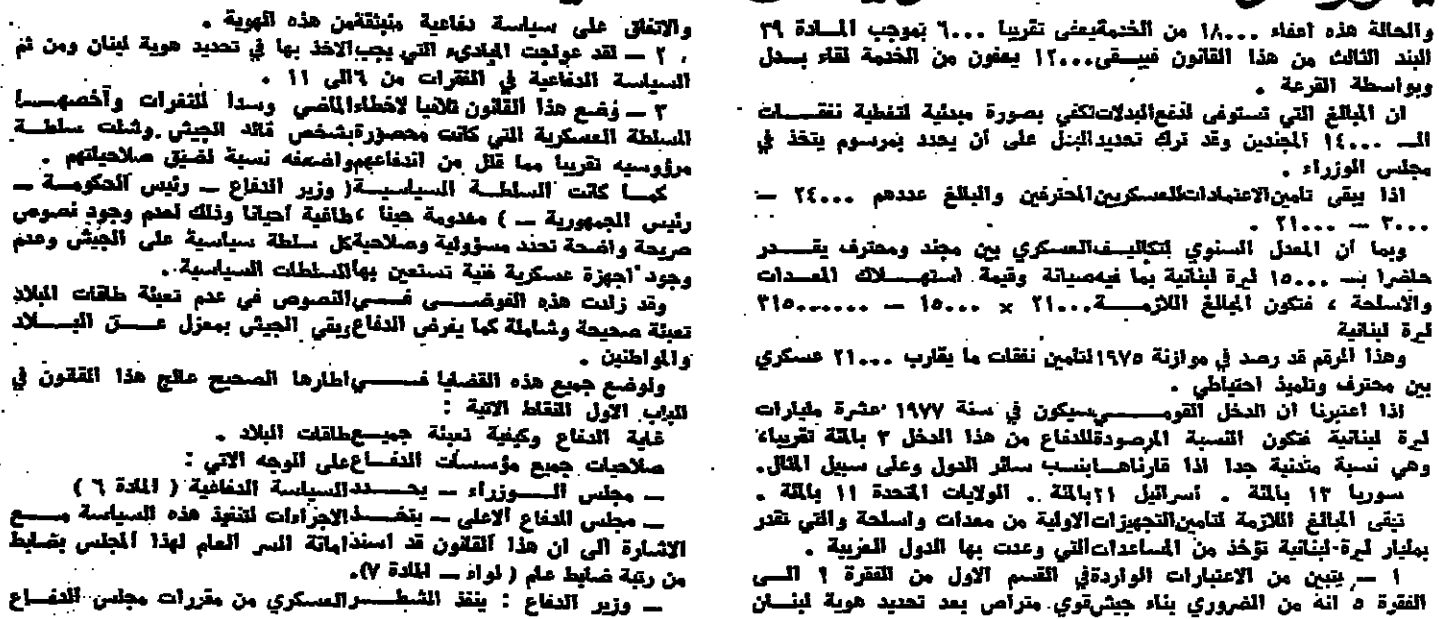 والحالة هذه اعفاء ١٨٠٠٠ من الخدمة يعنى تقريبا ٦٠٠٠ بموجب المادة ٣٩
البند الثالث من هذا القانون فيبقى ١٢٠٠٠ يعفون من الخدمة لقاء بدل
وبواسطة القرعة .
ان المبالغ التي تستوفى لدفع البدلات تكفي بصورة مبدئية لتغطية نفقات
الـ ١٤٠٠٠ المجندين وقد ترك تحديد البدل على أن يحدد بمرسوم يتخذ في
مجلس الوزراء .
اذا يبقى تامين الاعتمادات للعسكريين المحترفين والبالغ عددهم ٢٤٠٠٠ —
٣٠٠٠ — ٢١٠٠٠ .
وبما أن المعدل السنوي لتكاليف العسكري بين مجند ومحترف يقدر
حاضرا بـ ١٥٠٠٠ ليرة لبنانية بما فيه صيانة وقيمة استهلاك المعدات
والاسلحة ، فتكون المبالغ اللازمة ٢١٠٠٠ × ١٥٠٠٠ — ٣١٥٠٠٠٠٠٠
ليرة لبنانية
وهذا الرقم قد رصد في موازنة ١٩٧٥ لتأمين نفقات ما يقارب ٢١٠٠٠ عسكري
بين محترف وتلميذ احتياطي .
اذا اعتبرنا ان الدخل القومي سيكون في سنة ١٩٧٧ عشرة مليارات
ليرة لبنانية فتكون النسبة المرصودة للدفاع من هذا الدخل ٣ بالمئة تقريبا،
وهي نسبة متدنية جدا اذا قارناها بنسب سائر الدول وعلى سبيل المثال.
سوريا ١٣ بالمئة . اسرائيل ٢١ بالمئة .. الولايات المتحدة ١١ بالمئة .
تبقى المبالغ اللازمة لتامين التجهيزات الاولية من معدات واسلحة والتي تقدر
بمليار ليرة لبنانية تؤخذ من المساعدات التي وعدت بها الدول العربية .
١ — يتبين من الاعتبارات الواردة في القسم الاول من الفقرة ١ الى
الفقرة ٥ انه من الضروري بناء جيش قوي متراص بعد تحديد هوية لبنان
والاتفاق على سياسة دفاعية منبثقة من هذه الهوية .
٢ — لقد عولجت المبادىء التي يجب الاخذ بها في تحديد هوية لبنان ومن ثم
السياسة الدفاعية في الفقرات من ٦ الى ١١ .
٣ — وُضع هذا القانون تلافيا لاخطاء الماضي وسدا للثغرات وأخصها
السلطة العسكرية التي كانت محصورة بشخص قائد الجيش وشلت سلطة
مرؤوسيه تقريبا مما قلل من اندفاعهم واضعفه نسبة لضيق صلاحيتهم .
كما كانت السلطة السياسية ( وزير الدفاع — رئيس الحكومة —
رئيس الجمهورية — ) معدومة حينا ، طاغية أحيانا وذلك لعدم وجود نصوص
صريحة واضحة تحدد مسؤولية وصلاحية كل سلطة سياسية على الجيش وعدم
وجود اجهزة عسكرية فنية تستعين بها السلطات السياسية .
وقد زادت هذه الفوضى في النصوص في عدم تعبئة طاقات البلاد
تعبئة صحيحة وشاملة كما يفرض الدفاع وبقي الجيش بمعزل عن البلاد
والمواطنين .
ولوضع جميع هذه القضايا في اطارها الصحيح عالج هذا القانون في
الباب الاول النقاط الاتية :
غاية الدفاع وكيفية تعبئة جميع طاقات البلاد .
صلاحيات جميع مؤسسات الدفاع على الوجه الاتي :
— مجلس الوزراء — يحدد السياسة الدفاعية ( المادة ٦ )
— مجلس الدفاع الاعلى — يتخذ الاجراءات لتنفيذ هذه السياسة مع
الاشارة الى ان هذا القانون قد اسند امانة السر العام لهذا المجلس بضابط
من رتبة ضابط عام ( لواء — المادة ٧).
— وزير الدفاع : ينفذ الشطر العسكري من مقررات مجلس الدفاع